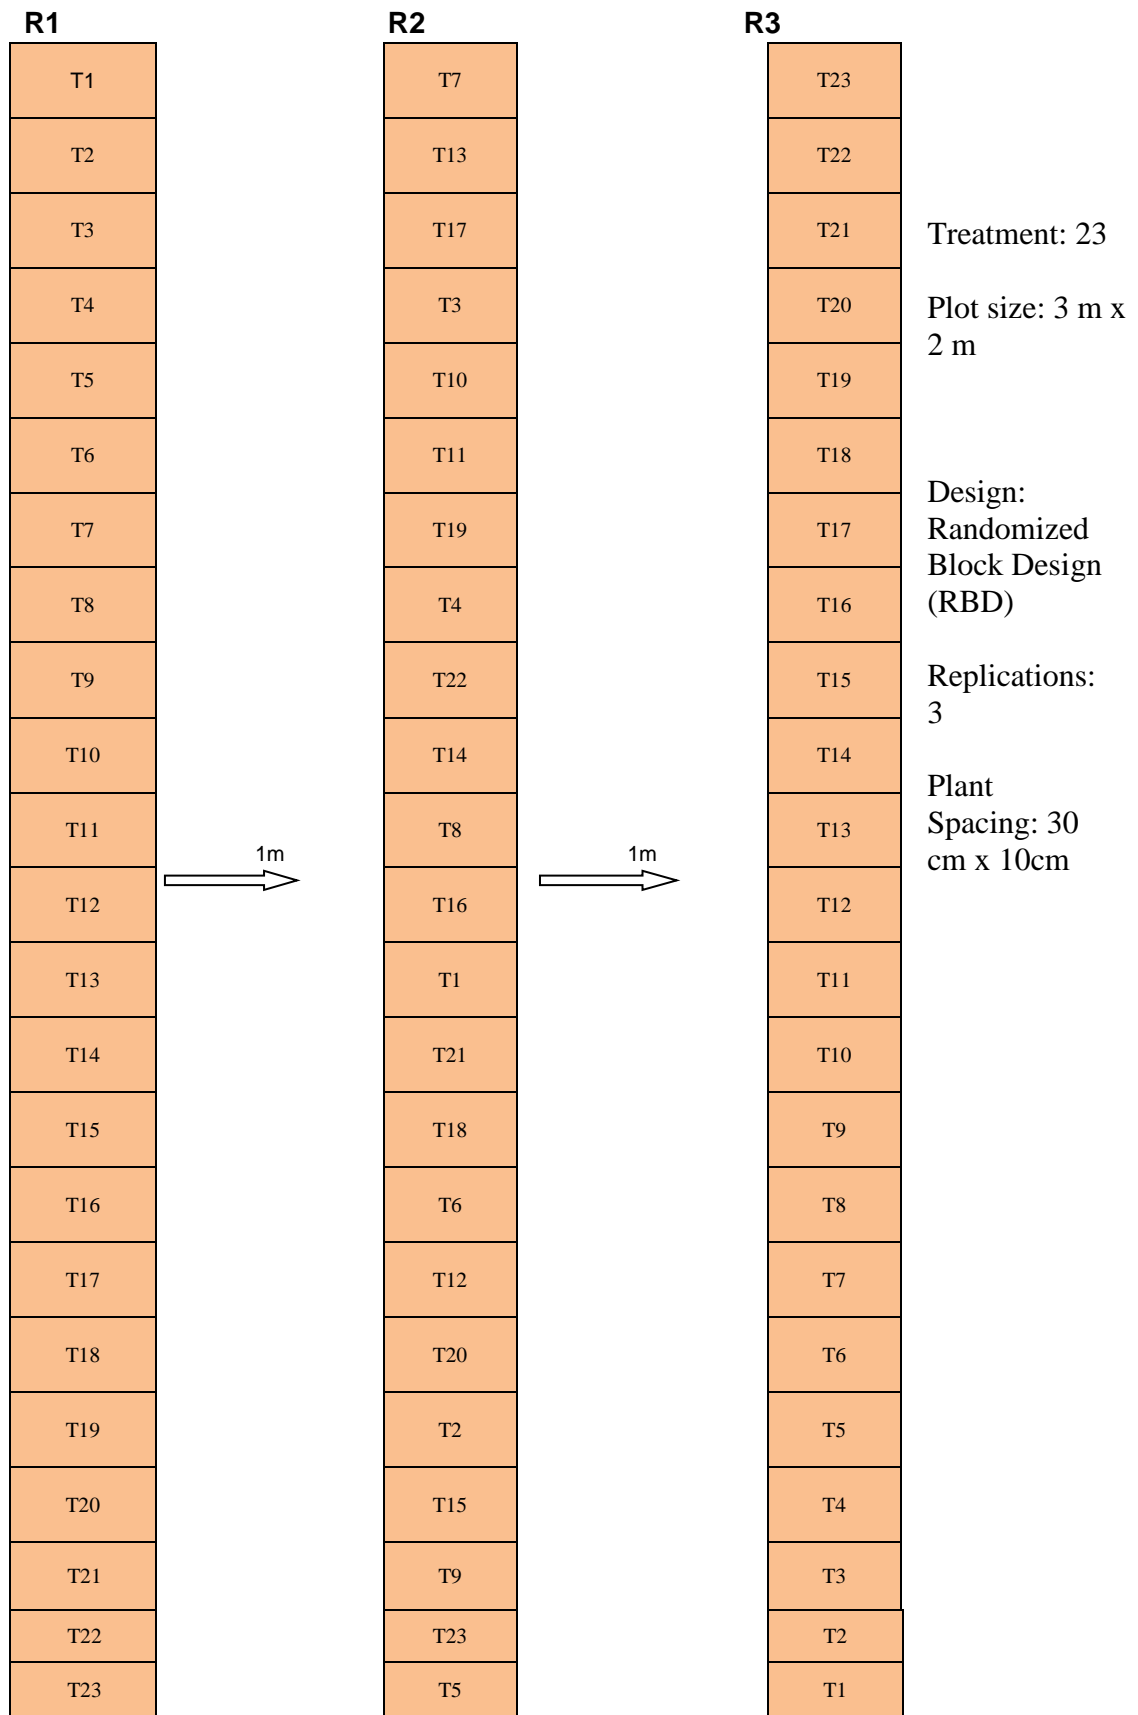 R1
R2
R3
T1
T7
T23
T2
T13
T22
T3
T17
T21
T4
T3
T20
T5
T10
T19
T6
T11
T18
T7
T19
T17
T8
T4
T16
T9
T22
T15
T10
T14
T14
T11
T8
T13
T12
T16
T12
T13
T1
T11
T14
T21
T10
T15
T18
T9
T16
T6
T8
T17
T12
T7
T18
T20
T6
T19
T2
T5
T20
T15
T4
T21
T9
T3
T22
T23
T2
T23
T5
T1
1m
1m
Treatment: 23
Plot size: 3 m x
2 m
Design:
Randomized
Block Design
(RBD)
Replications:
3
Plant
Spacing: 30
cm x 10cm